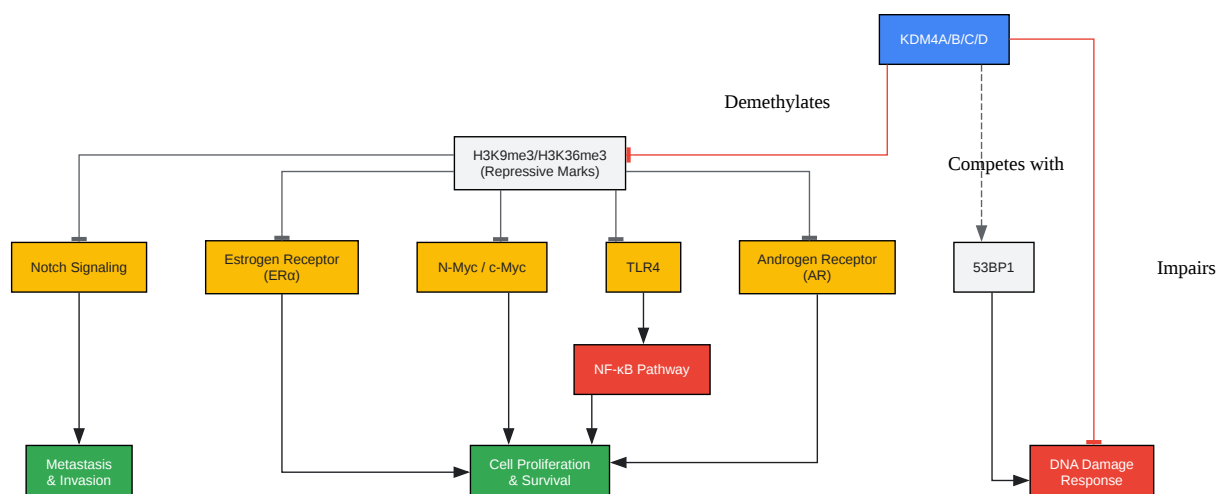 KDM4A/B/C/D
Demethylates
H3K9me3/H3K36me3
(Repressive Marks)
Competes with
Notch Signaling
Estrogen Receptor
(ERα)
N-Myc / c-Myc
TLR4
Androgen Receptor
(AR)
53BP1
Impairs
NF-κB Pathway
Metastasis
& Invasion
Cell Proliferation
& Survival
DNA Damage
Response